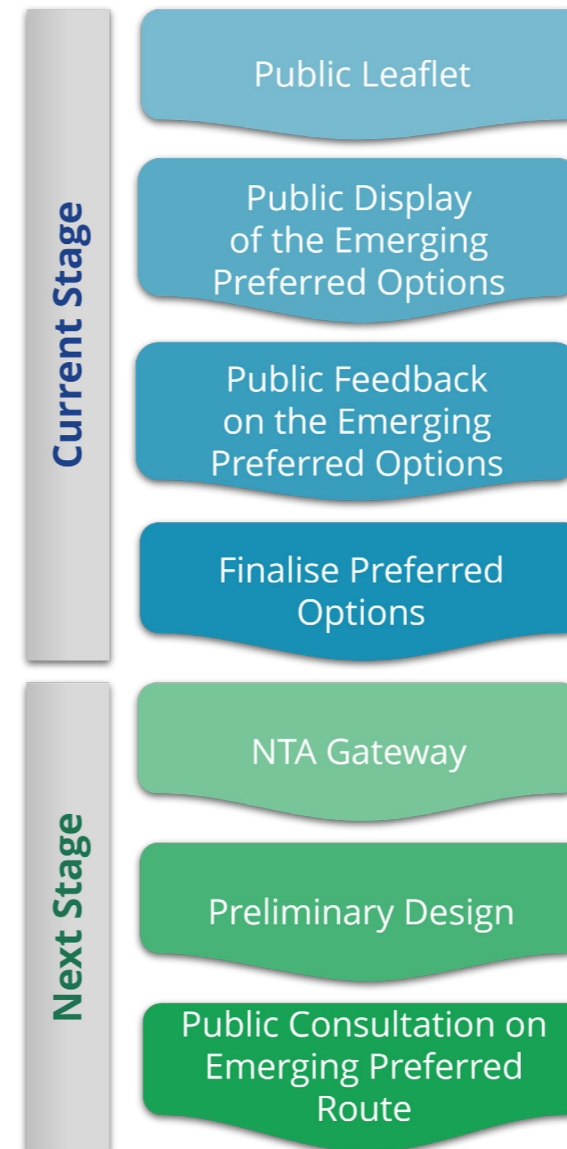 Current Stage
Public Leaflet
Public Display
of the Emerging
Preferred Options
Public Feedback
on the Emerging
Preferred Options
Finalise Preferred
Options
Next Stage
NTA Gateway
Preliminary Design
Public Consultation on
Emerging Preferred
Route